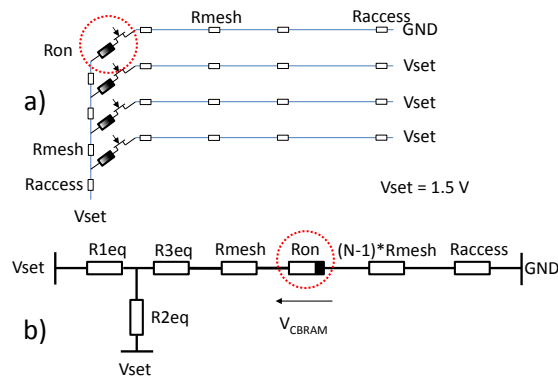 Rmesh Raccess
GND
Ron
Vset
a)
Vset
Rmesh
Vset
Raccess
Vset = 1.5 V
Vset
R1eq R3eq Rmesh Ron (N-1)*Rmesh Raccess
Vset GND
R2eq
VCBRAM
b)
Vset